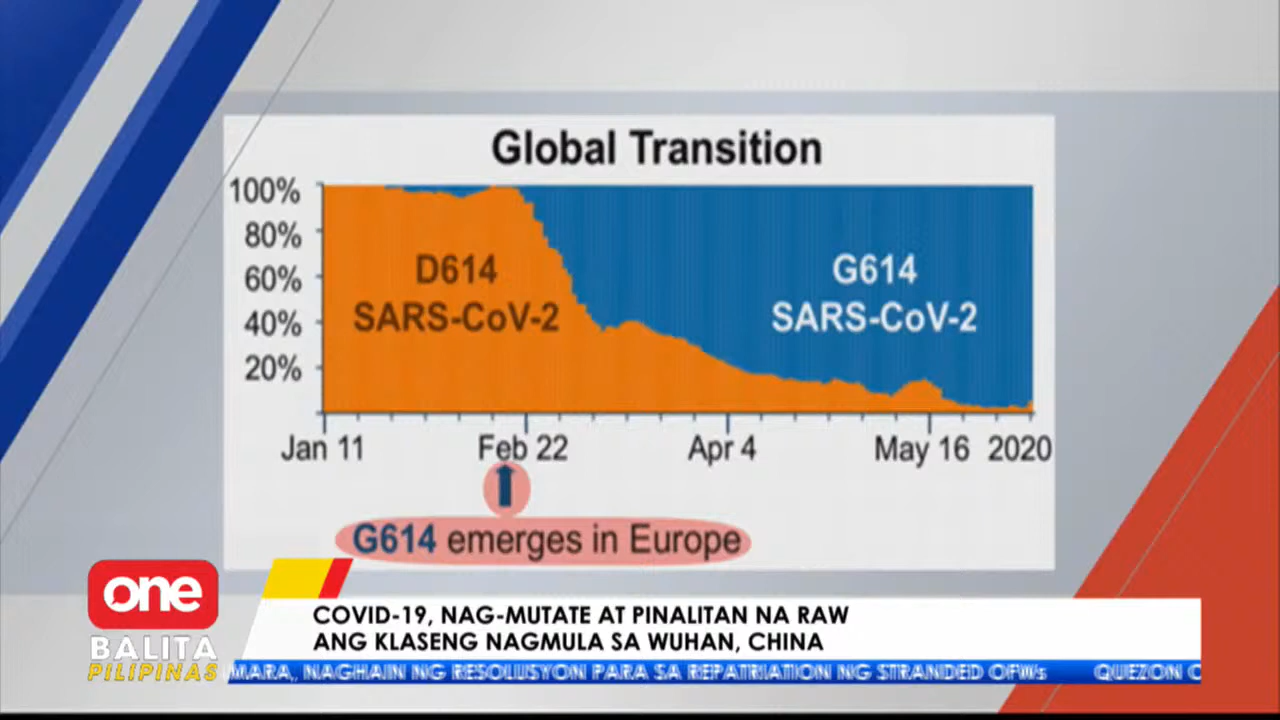 Global Transition
100%
80%
60%
40%
20%
D614
SARS-CoV-2
G614
SARS-CoV-2
Jan 11
Feb 22
Apr 4
May 16
2020
G614 emerges in Europe
one
BALITA
PILIPINAS
COVID-19, NAG-MUTATE AT PINALITAN NA RAW
ANG KLASENG NAGMULA SA WUHAN, CHINA
MARA, NAGHAIN NG RESOLUSYON PARA SA REPATRIATION NG STRANDED OFWs QUEZON C